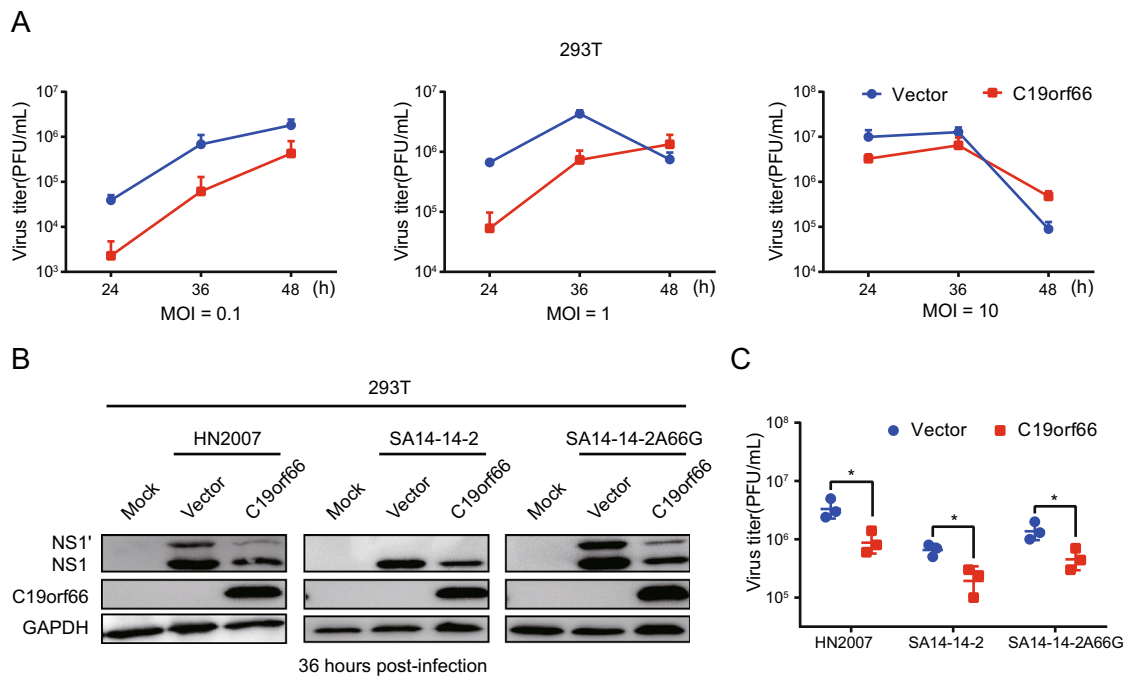 A
293T
Virus titer(PFU/mL)
10⁷
10⁶
10⁵
10⁴
10³
24 36 48 (h)
MOI = 0.1
Virus titer(PFU/mL)
10⁷
10⁶
10⁵
10⁴
24 36 48 (h)
MOI = 1
Vector C19orf66
Virus titer(PFU/mL)
10⁸
10⁷
10⁶
10⁵
10⁴
24 36 48 (h)
MOI = 10
B
293T
HN2007 SA14-14-2 SA14-14-2A66G
Mock Vector C19orf66 Mock Vector C19orf66 Mock Vector C19orf66
NS1'
NS1
C19orf66
GAPDH
36 hours post-infection
C
Vector C19orf66
Virus titer(PFU/mL)
10⁸
10⁷
10⁶
10⁵
* * *
HN2007 SA14-14-2 SA14-14-2A66G